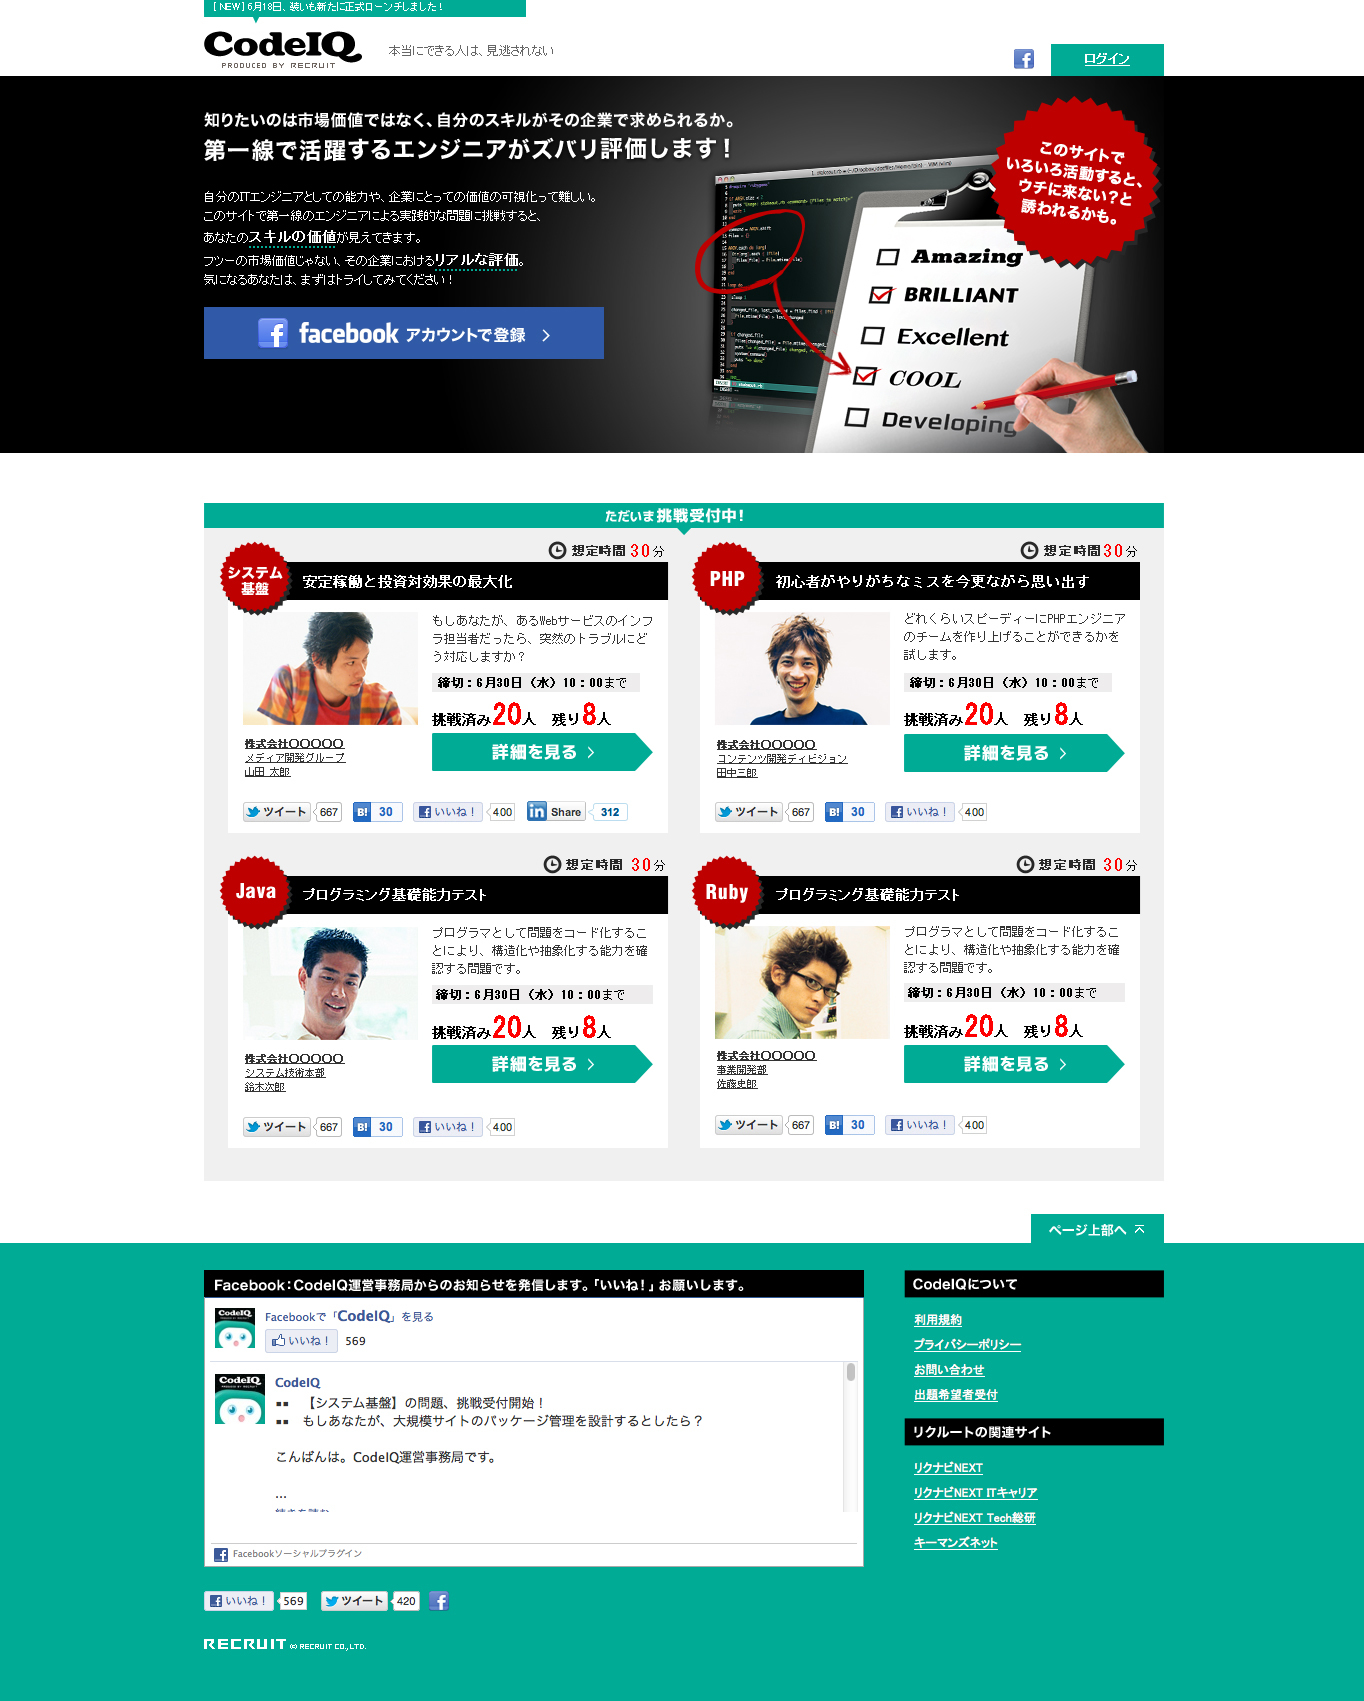 [ NEW ] 6月18日、装いも新たに正式ローンチしました！
CodeIQ
PRODUCED BY RECRUIT
本当にできる人は、見逃されない
ログイン
知りたいのは市場価値ではなく、自分のスキルがその企業で求められるか。
第一線で活躍するエンジニアがズバリ評価します！
自分のITエンジニアとしての能力や、企業にとっての価値の可視化って難しい。
このサイトで第一線のエンジニアによる実践的な問題に挑戦すると、
あなたのスキルの価値が見えてきます。
フツーの市場価値じゃない、その企業におけるリアルな評価。
気になるあなたは、まずはトライしてみてください！
facebook アカウントで登録
このサイトで
いろいろ活動すると、
ウチに来ない？と
誘われるかも。
Amazing
BRILLIANT
Excellent
COOL
Developing
ただいま挑戦受付中！
想定時間 30分
システム
基盤
安定稼働と投資対効果の最大化
もしあなたが、あるWebサービスのインフ
ラ担当者だったら、突然のトラブルにど
う対応しますか？
締切：6月30日（水）10：00まで
挑戦済み20人 残り8人
詳細を見る
株式会社〇〇〇〇〇
メディア開発グループ
山田 太郎
ツイート 667 B! 30 いいね！ 400 in Share 312
想定時間 30分
PHP
初心者がやりがちなミスを今更ながら思い出す
どれくらいスピーディーにPHPエンジニア
のチームを作り上げることができるかを
試します。
締切：6月30日（水）10：00まで
挑戦済み20人 残り8人
詳細を見る
株式会社〇〇〇〇〇
コンテンツ開発ディビジョン
田中三郎
ツイート 667 B! 30 いいね！ 400
想定時間 30分
Java
プログラミング基礎能力テスト
プログラマとして問題をコード化するこ
とにより、構造化や抽象化する能力を確
認する問題です。
締切：6月30日（水）10：00まで
挑戦済み20人 残り8人
詳細を見る
株式会社〇〇〇〇〇
システム技術本部
鈴木次郎
ツイート 667 B! 30 いいね！ 400
想定時間 30分
Ruby
プログラミング基礎能力テスト
プログラマとして問題をコード化するこ
とにより、構造化や抽象化する能力を確
認する問題です。
締切：6月30日（水）10：00まで
挑戦済み20人 残り8人
詳細を見る
株式会社〇〇〇〇〇
事業開発部
佐藤史郎
ツイート 667 B! 30 いいね！ 400
ページ上部へ
Facebook：CodeIQ運営事務局からのお知らせを発信します。「いいね！」お願いします。
CodeIQ
Facebookで「CodeIQ」を見る
いいね！ 569
CodeIQ
CodeIQ
【システム基盤】の問題、挑戦受付開始！
もしあなたが、大規模サイトのパッケージ管理を設計するとしたら？
こんばんは。CodeIQ運営事務局です。
...
Facebookソーシャルプラグイン
いいね！ 569 ツイート 420
RECRUIT (C) RECRUIT CO.,LTD.
CodeIQについて
利用規約
プライバシーポリシー
お問い合わせ
出題希望者受付
リクルートの関連サイト
リクナビNEXT
リクナビNEXT ITキャリア
リクナビNEXT Tech総研
キーマンズネット